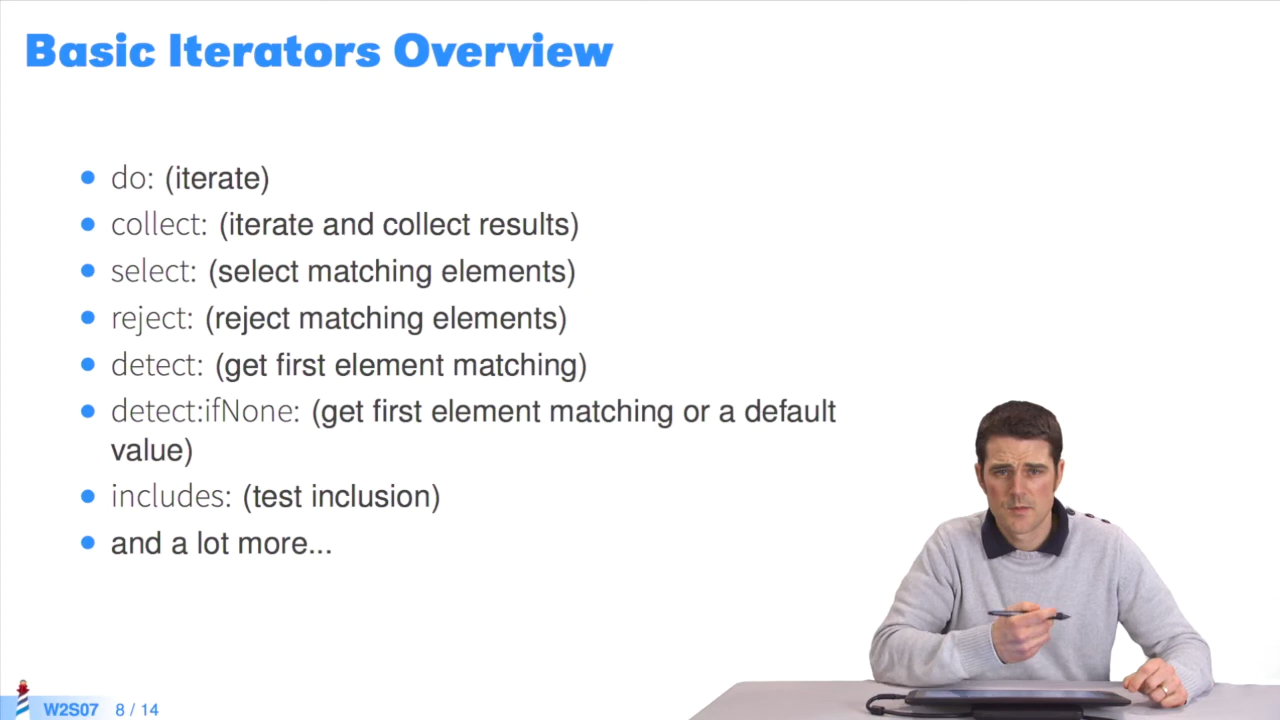 Basic Iterators Overview
do: (iterate)
collect: (iterate and collect results)
select: (select matching elements)
reject: (reject matching elements)
detect: (get first element matching)
detect:ifNone: (get first element matching or a default
value)
includes: (test inclusion)
and a lot more...
W2S07 8 / 14